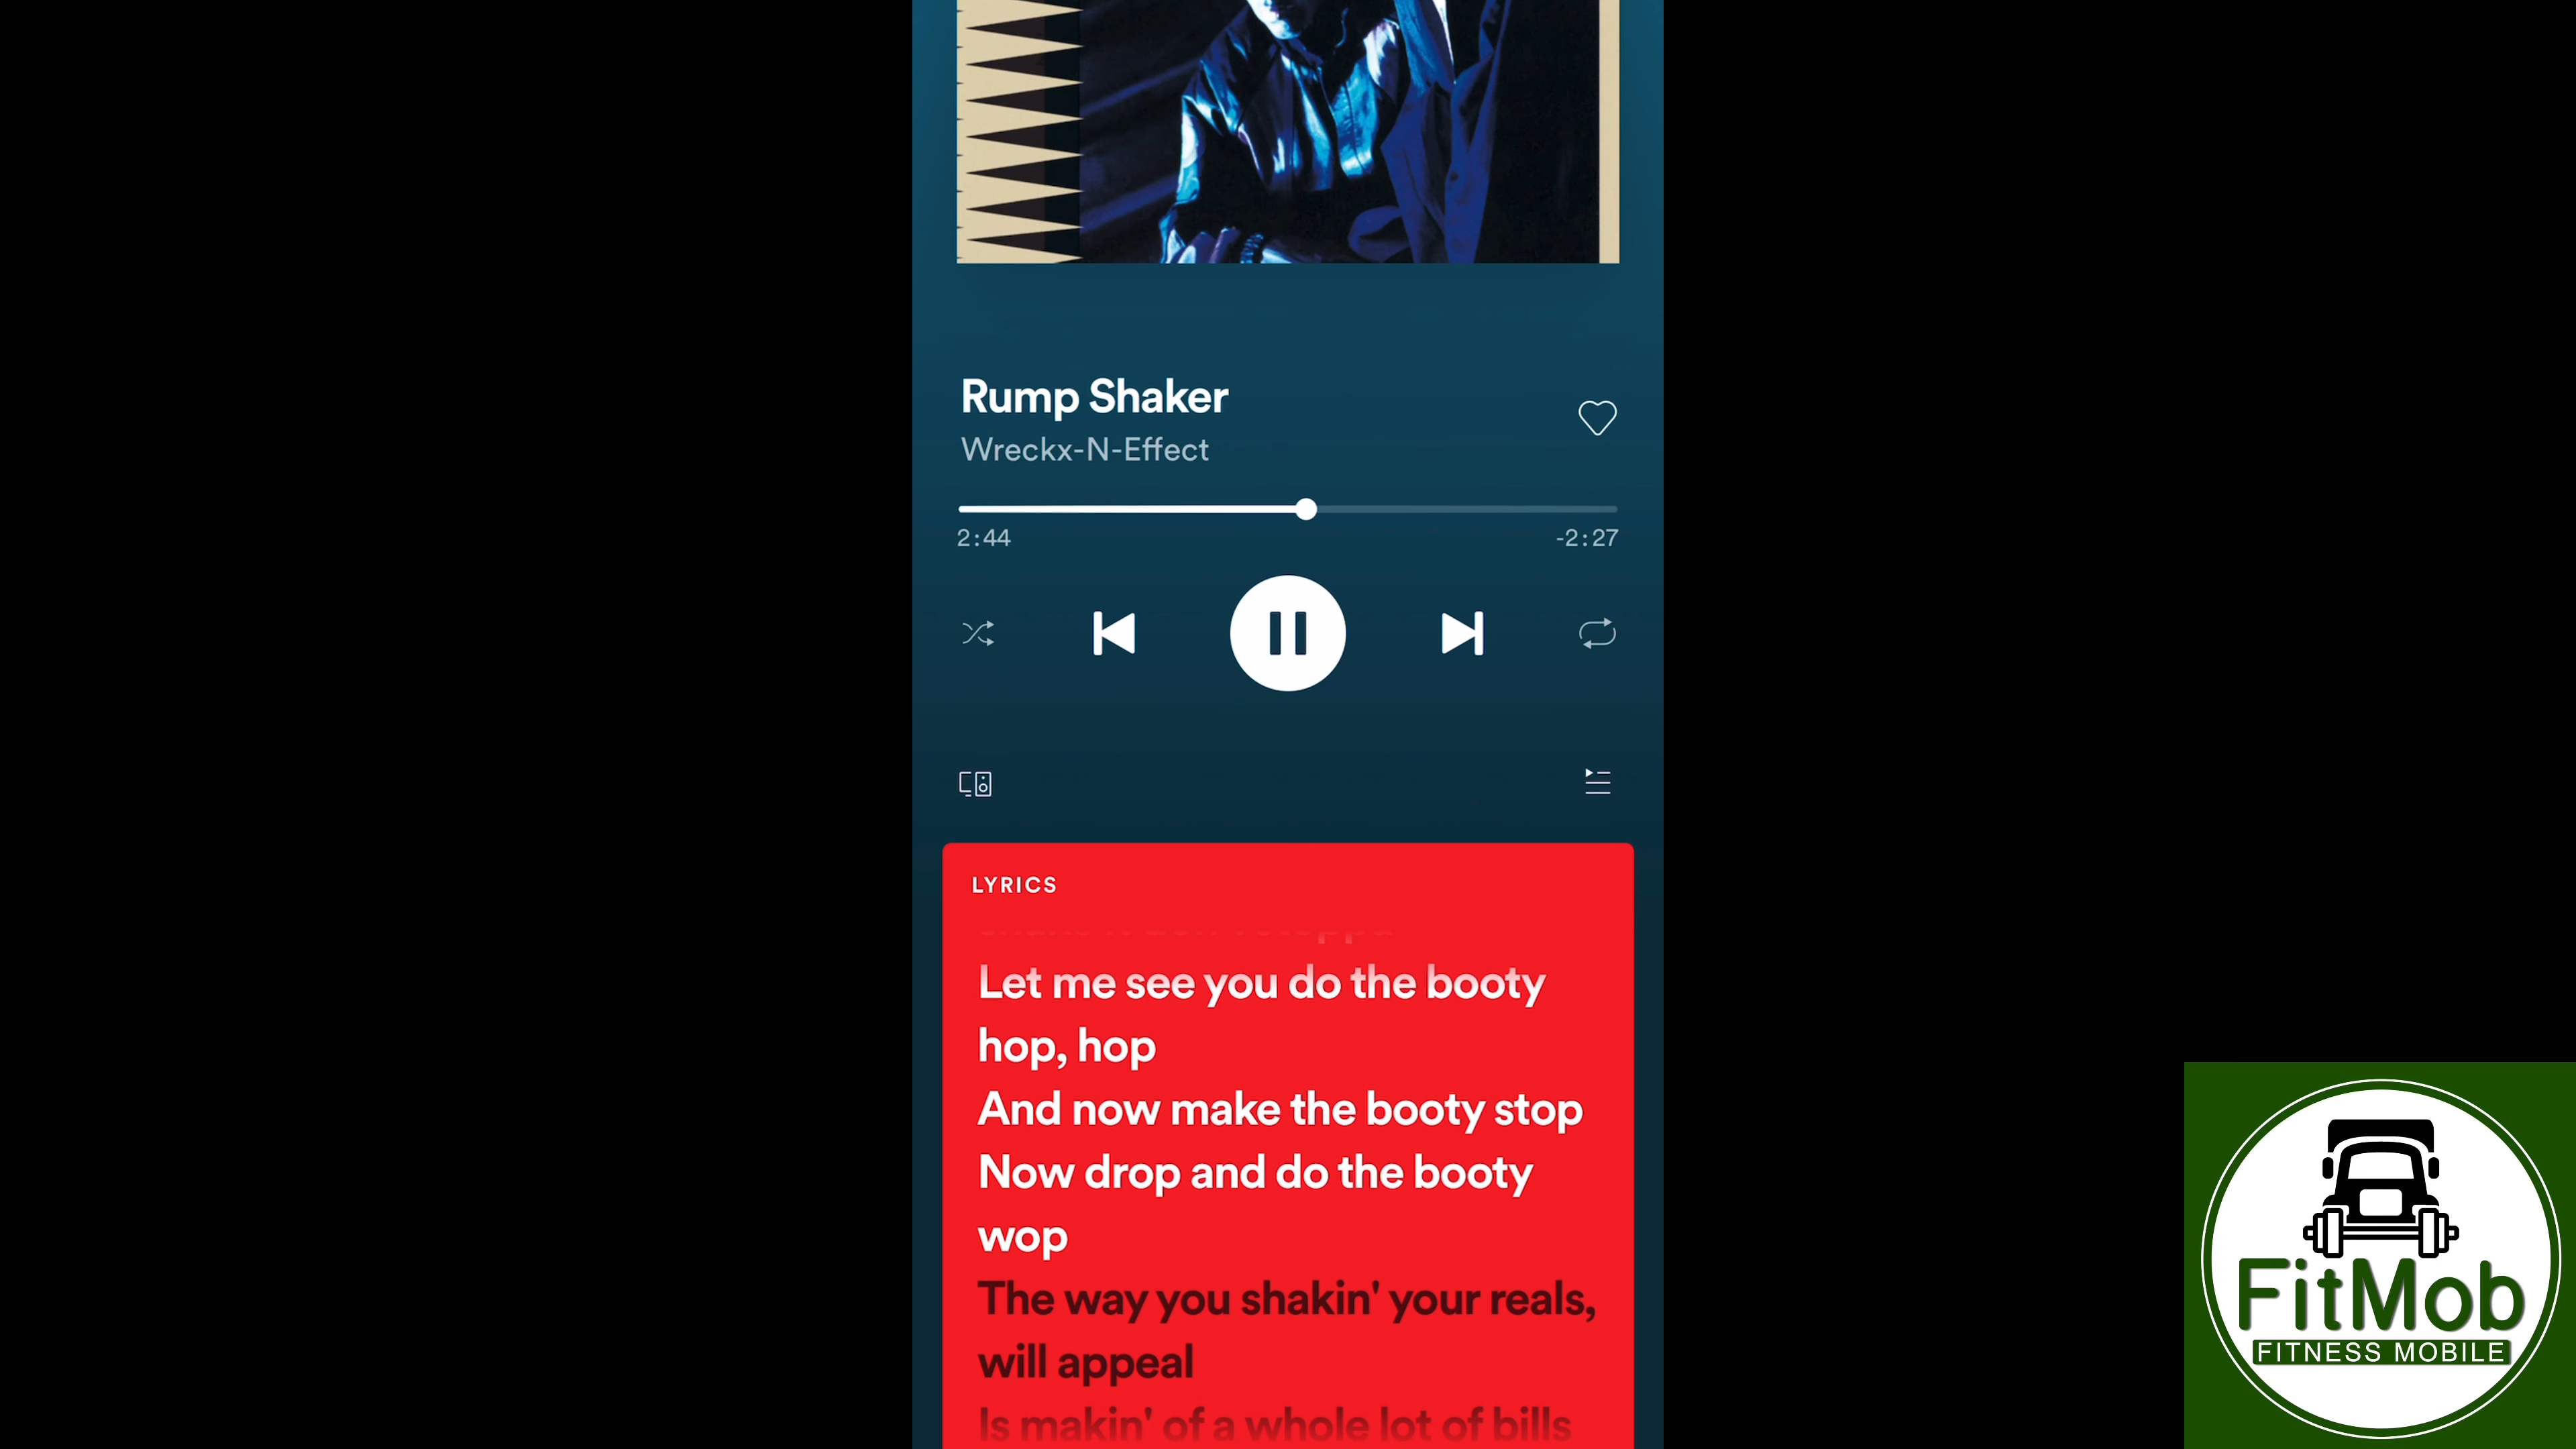 Rump Shaker
Wreckx-N-Effect
2:44
-2:27
LYRICS
Let me see you do the booty
hop, hop
And now make the booty stop
Now drop and do the booty
wop
The way you shakin' your reals,
will appeal
Is makin' of a whole lot of bills
FitMob
FITNESS MOBILE